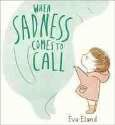 WHEN
SADNESS
COMES TO
CALL
Eva Eland